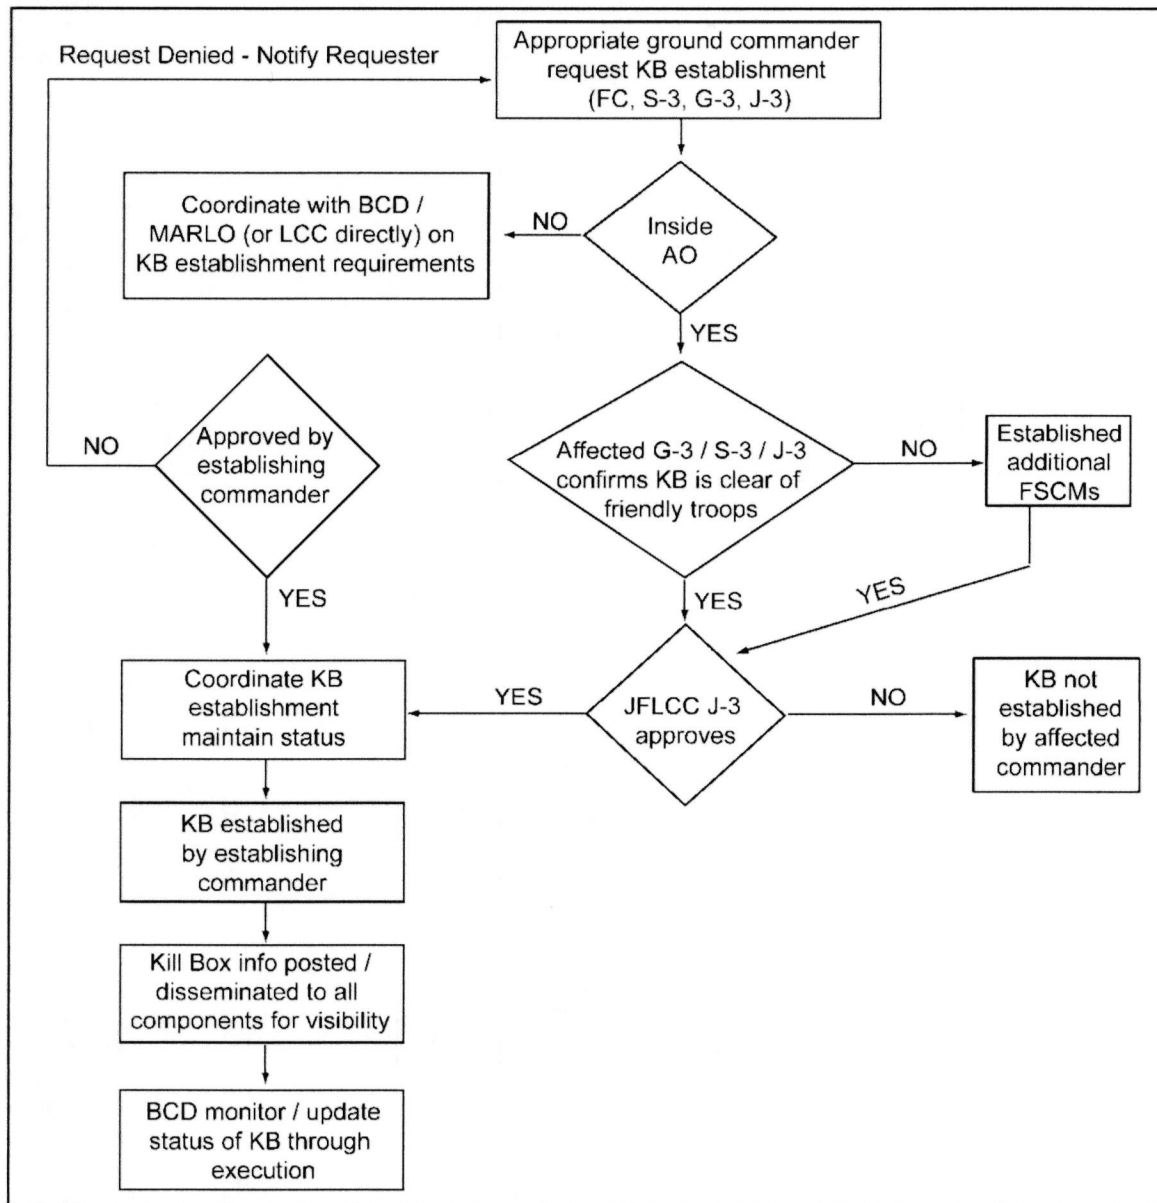 Request Denied - Notify Requester
Appropriate ground commander
request KB establishment
(FC, S-3, G-3, J-3)
Coordinate with BCD /
MARLO (or LCC directly) on
KB establishment requirements
NO
Inside
AO
YES
NO
Approved by
establishing
commander
YES
Affected G-3 / S-3 / J-3
confirms KB is clear of
friendly troops
NO
Established
additional
FSCMs
YES
YES
Coordinate KB
establishment
maintain status
YES
JFLCC J-3
approves
NO
KB not
established
by affected
commander
KB established
by establishing
commander
Kill Box info posted /
disseminated to all
components for visibility
BCD monitor / update
status of KB through
execution